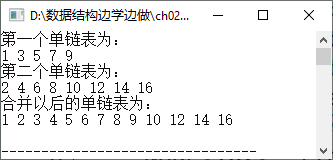 D:\数据结构边学边做\ch02...
第一个单链表为：
1 3 5 7 9
第二个单链表为：
2 4 6 8 10 12 14 16
合并以后的单链表为：
1 2 3 4 5 6 7 8 9 10 12 14 16
--------------------------------